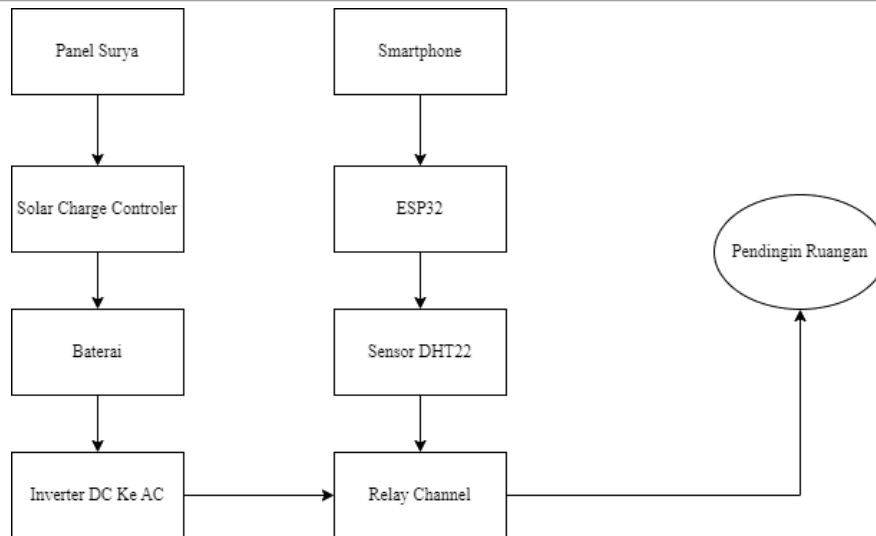 Panel Surya
Smartphone
Solar Charge Controler
ESP32
Pendingin Ruangan
Baterai
Sensor DHT22
Inverter DC Ke AC
Relay Channel